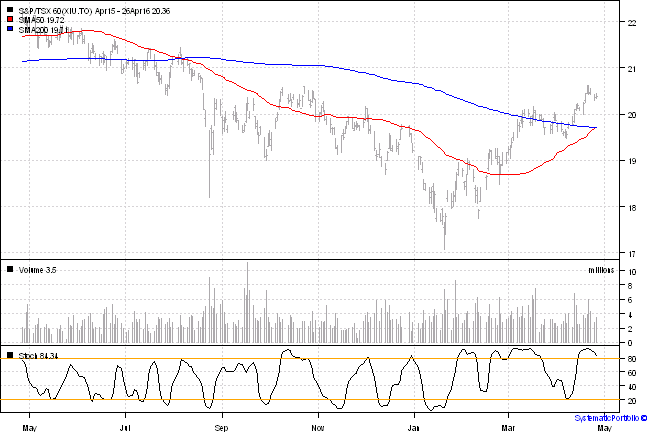 S&P/TSX 60(XIU.TO) Apr15 - 26Apr16 20.36
SMA50 19.72
SMA200 19.71
22
21
20
19
18
17
Volume 3.5
millions
10
8
6
4
2
0
Stoch 84.34
80
60
40
20
May Jul Sep Nov Jan Mar May
SystematicPortfolio ©